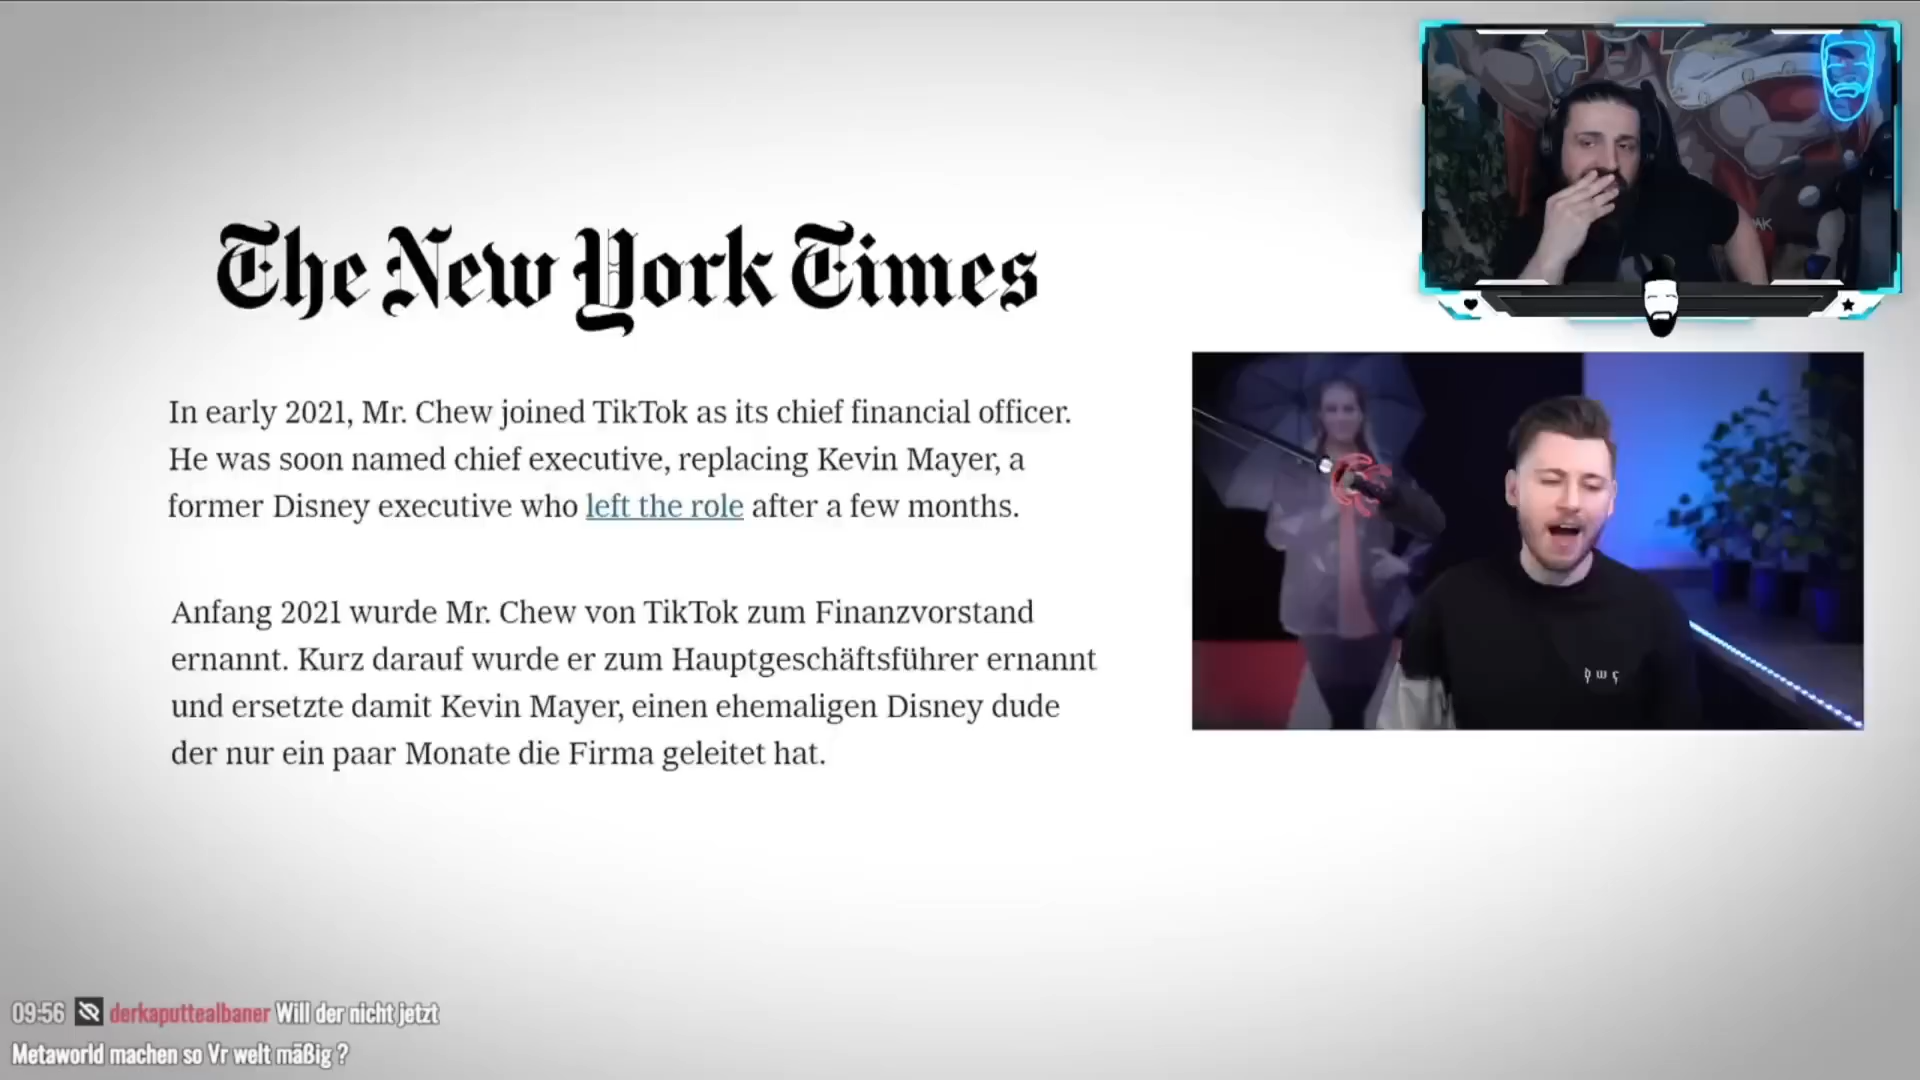 The New York Times
In early 2021, Mr. Chew joined TikTok as its chief financial officer.
He was soon named chief executive, replacing Kevin Mayer, a
former Disney executive who left the role after a few months.
Anfang 2021 wurde Mr. Chew von TikTok zum Finanzvorstand
ernannt. Kurz darauf wurde er zum Hauptgeschäftsführer ernannt
und ersetzte damit Kevin Mayer, einen ehemaligen Disney dude
der nur ein paar Monate die Firma geleitet hat.
09:56 derkaputtealbaner Will der nicht jetzt
Metaworld machen so Vr welt mäßig ?